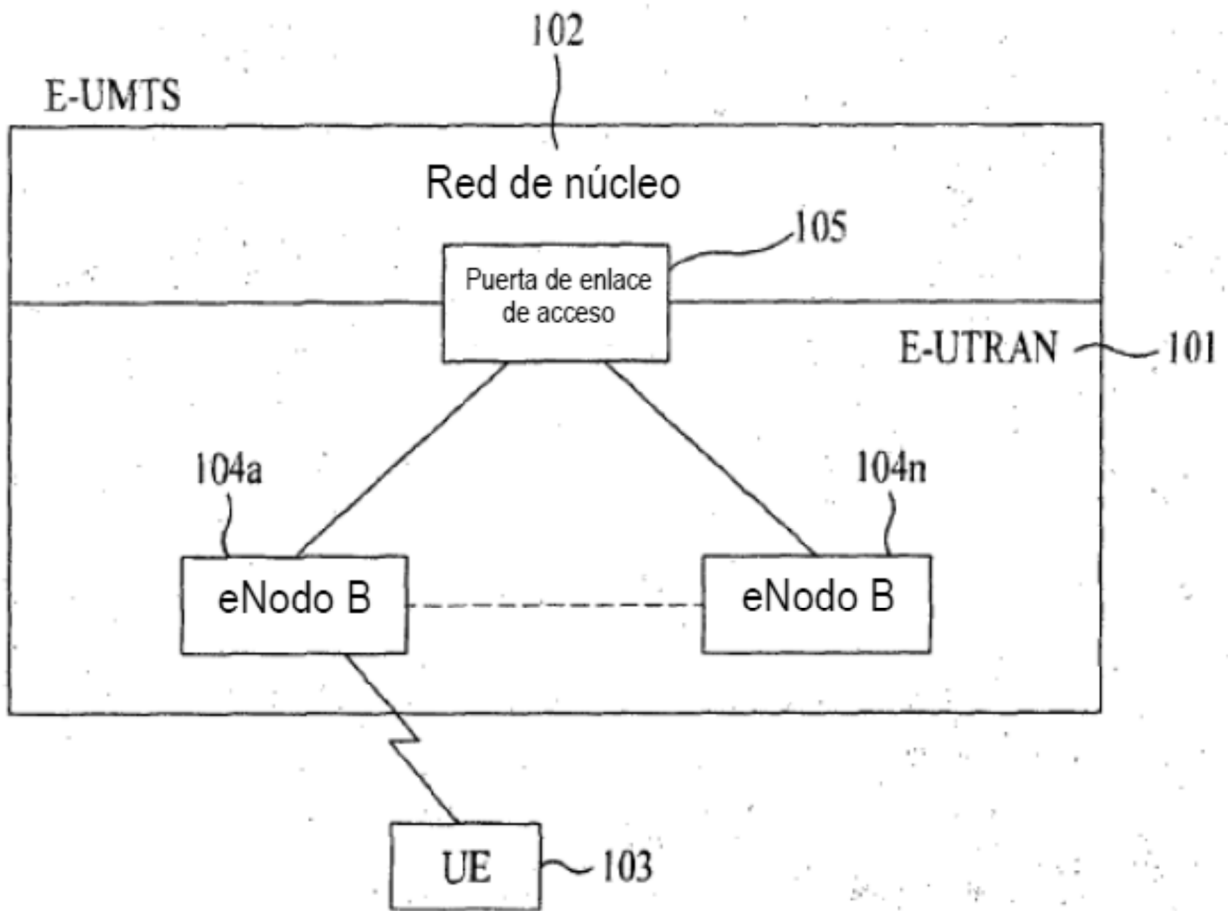 102
E-UMTS
Red de núcleo
105
Puerta de enlace
de acceso
E-UTRAN
101
104a
104n
eNodo B
eNodo B
UE
103